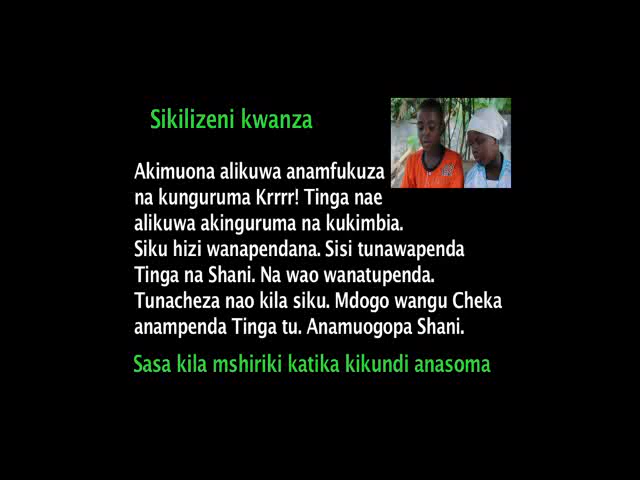 Sikilizeni kwanza
Akimuona alikuwa anamfukuza
na kunguruma Krrrr! Tinga nae
alikuwa akinguruma na kukimbia.
Siku hizi wanapendana. Sisi tunawapenda
Tinga na Shani. Na wao wanatupenda.
Tunacheza nao kila siku. Mdogo wangu Cheka
anampenda Tinga tu. Anamuogopa Shani.
Sasa kila mshiriki katika kikundi anasoma